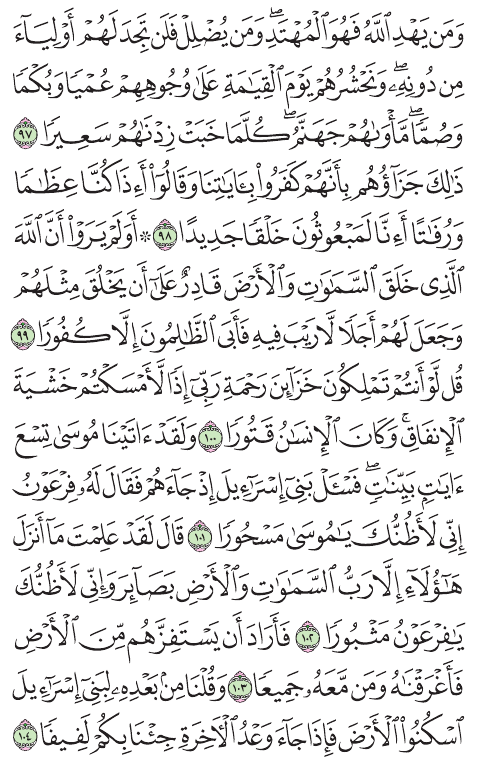 وَمَن يَهۡدِ ٱللَّهُ فَهُوَ ٱلۡمُهۡتَدِۖ وَمَن يُضۡلِلۡ فَلَن تَجِدَ لَهُمۡ أَوۡلِيَآءَ
مِن دُونِهِۦۖ وَنَحۡشُرُهُمۡ يَوۡمَ ٱلۡقِيَٰمَةِ عَلَىٰ وُجُوهِهِمۡ عُمۡيٗا وَبُكۡمٗا
وَصُمّٗاۖ مَّأۡوَىٰهُمۡ جَهَنَّمُۖ كُلَّمَا خَبَتۡ زِدۡنَٰهُمۡ سَعِيرٗا ٩٧
ذَٰلِكَ جَزَآؤُهُم بِأَنَّهُمۡ كَفَرُواْ بِـَٔايَٰتِنَا وَقَالُوٓاْ أَءِذَا كُنَّا عِظَٰمٗا
وَرُفَٰتًا أَءِنَّا لَمَبۡعُوثُونَ خَلۡقٗا جَدِيدًا ٩٨ ۞ أَوَلَمۡ يَرَوۡاْ أَنَّ ٱللَّهَ
ٱلَّذِي خَلَقَ ٱلسَّمَٰوَٰتِ وَٱلۡأَرۡضَ قَادِرٌ عَلَىٰٓ أَن يَخۡلُقَ مِثۡلَهُمۡ
وَجَعَلَ لَهُمۡ أَجَلٗا لَّا رَيۡبَ فِيهِ فَأَبَى ٱلظَّٰلِمُونَ إِلَّا كُفُورٗا ٩٩
قُل لَّوۡ أَنتُمۡ تَمۡلِكُونَ خَزَآئِنَ رَحۡمَةِ رَبِّيٓ إِذٗا لَّأَمۡسَكۡتُمۡ خَشۡيَةَ
ٱلۡإِنفَاقِۚ وَكَانَ ٱلۡإِنسَٰنُ قَتُورٗا ١٠٠ وَلَقَدۡ ءَاتَيۡنَا مُوسَىٰ تِسۡعَ
ءَايَٰتِۭ بَيِّنَٰتٖۖ فَسۡـَٔلۡ بَنِيٓ إِسۡرَٰٓءِيلَ إِذۡ جَآءَهُمۡ فَقَالَ لَهُۥ فِرۡعَوۡنُ
إِنِّي لَأَظُنُّكَ يَٰمُوسَىٰ مَسۡحُورٗا ١٠١ قَالَ لَقَدۡ عَلِمۡتَ مَآ أَنزَلَ
هَٰٓؤُلَآءِ إِلَّا رَبُّ ٱلسَّمَٰوَٰتِ وَٱلۡأَرۡضِ بَصَآئِرَ وَإِنِّي لَأَظُنُّكَ
يَٰفِرۡعَوۡنُ مَثۡبُورٗا ١٠٢ فَأَرَادَ أَن يَسۡتَفِزَّهُم مِّنَ ٱلۡأَرۡضِ
فَأَغۡرَقۡنَٰهُ وَمَن مَّعَهُۥ جَمِيعٗا ١٠٣ وَقُلۡنَا مِنۢ بَعۡدِهِۦ لِبَنِيٓ إِسۡرَٰٓءِيلَ
ٱسۡكُنُواْ ٱلۡأَرۡضَ فَإِذَا جَآءَ وَعۡدُ ٱلۡأٓخِرَةِ جِئۡنَا بِكُمۡ لَفِيفٗا ١٠٤